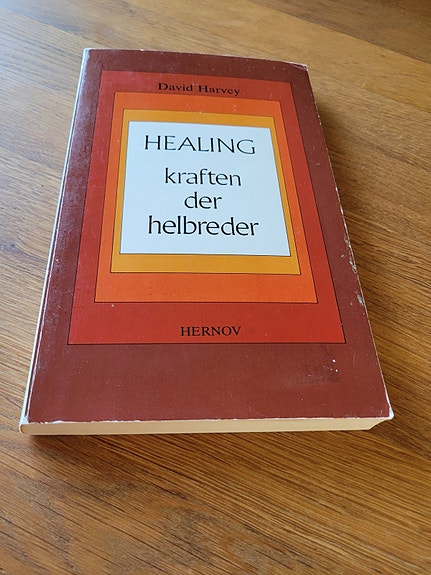 David Harvey
HEALING
kraften
der
helbreder
HERNOV